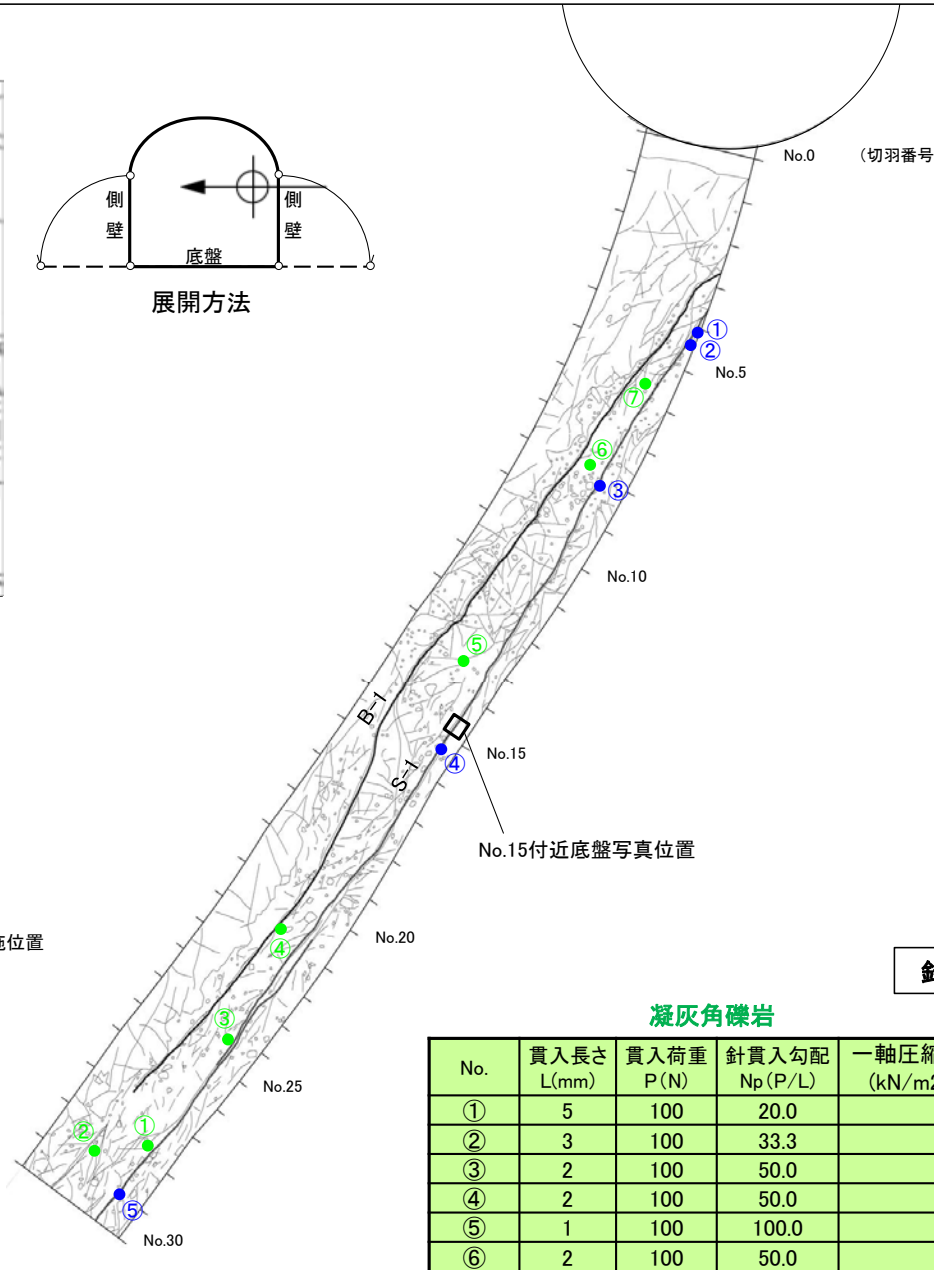 側壁
側壁
底盤
展開方法
No.0
(切羽番号
①
②
No.5
⑦
⑥
③
No.10
⑤
B-1
S-1
No.15
④
No.15付近底盤写真位置
位置
No.20
④
③
No.25
②
①
⑤
No.30
凝灰角礫岩
No. 貫入長さ 貫入荷重 針貫入勾配 一軸圧
L(mm) P(N) Np(P/L) (kN/m2
① 5 100 20.0
② 3 100 33.3
③ 2 100 50.0
④ 2 100 50.0
⑤ 1 100 100.0
⑥ 2 100 50.0